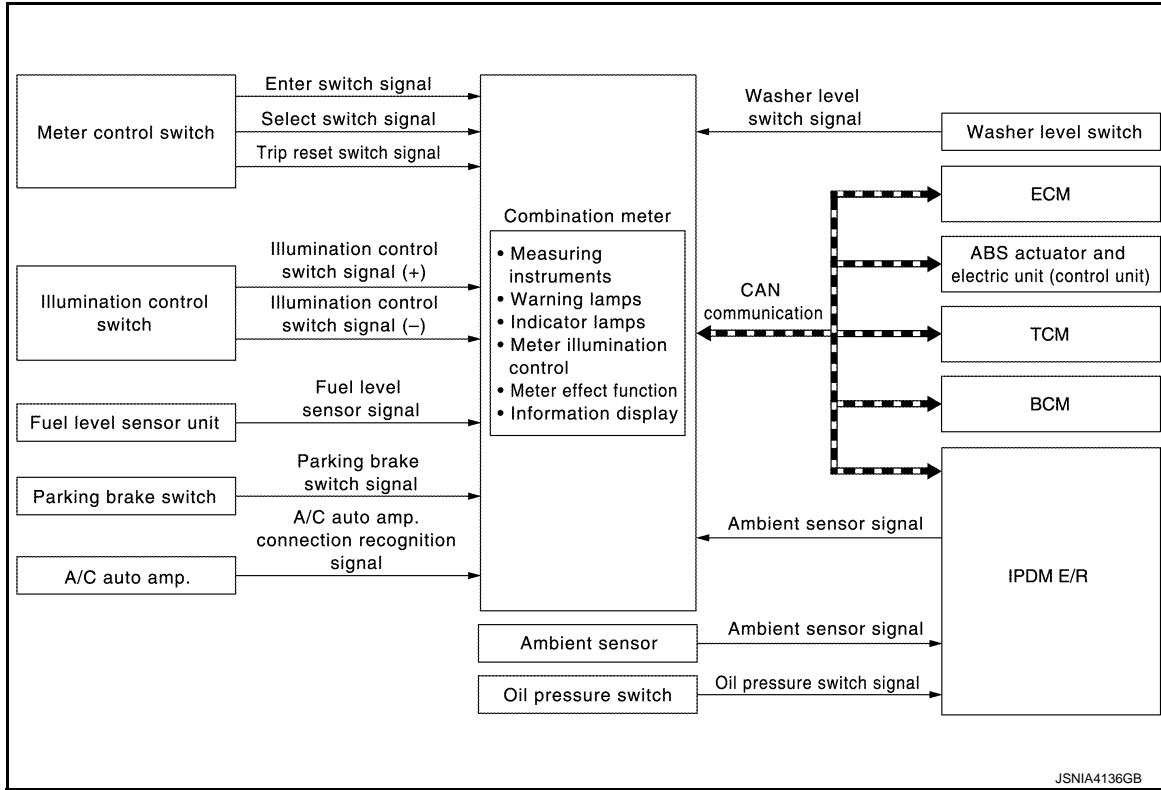 Meter control switch
Enter switch signal
Select switch signal
Trip reset switch signal
Illumination control
switch
Illumination control
switch signal (+)
Illumination control
switch signal (–)
Fuel level sensor unit
Fuel level
sensor signal
Parking brake switch
Parking brake
switch signal
A/C auto amp.
A/C auto amp.
connection recognition
signal
Combination meter
• Measuring
instruments
• Warning lamps
• Indicator lamps
• Meter illumination
control
• Meter effect function
• Information display
Washer level
switch signal
Washer level switch
CAN
communication
ECM
ABS actuator and
electric unit (control unit)
TCM
BCM
Ambient sensor signal
IPDM E/R
Ambient sensor
Ambient sensor signal
Oil pressure switch
Oil pressure switch signal
JSNIA4136GB